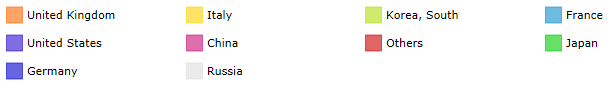 United Kingdom Italy Korea, South France
United States China Others Japan
Germany Russia